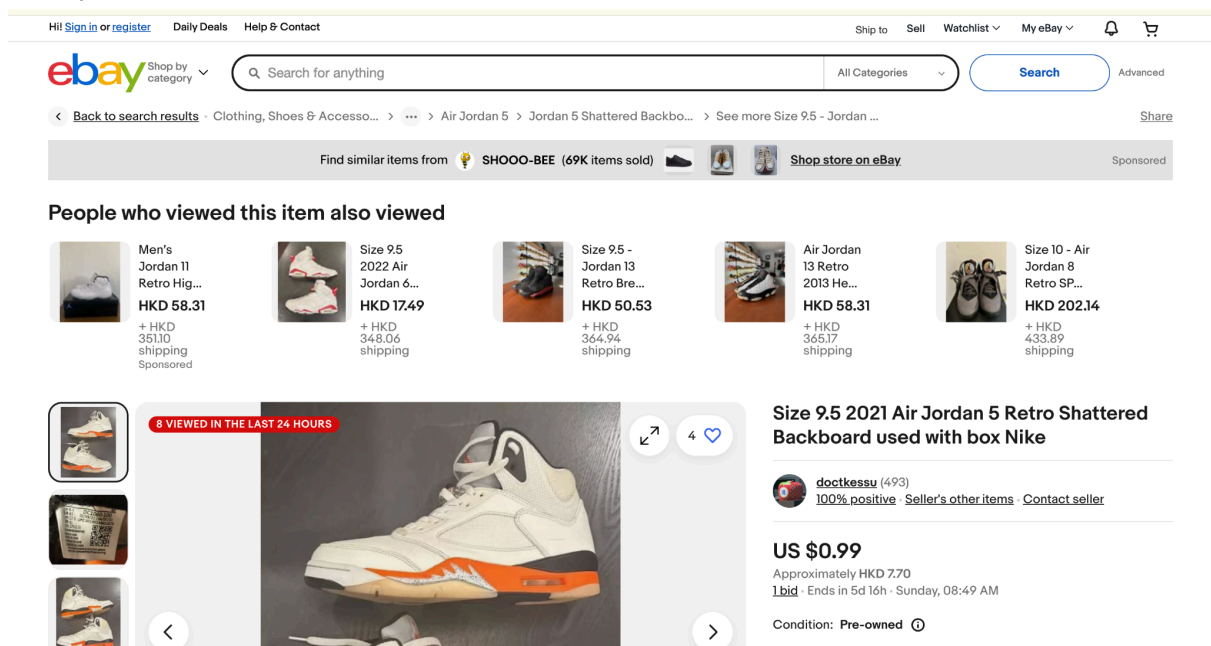 Hi! Sign in or register Daily Deals Help & Contact Ship to Sell Watchlist My eBay
ebay Shop by category Search for anything All Categories Search Advanced
Back to search results · Clothing, Shoes & Accesso... > ... > Air Jordan 5 > Jordan 5 Shattered Backbo... > See more Size 9.5 - Jordan ... Share
Find similar items from SHOOO-BEE (69K items sold) Shop store on eBay Sponsored
People who viewed this item also viewed
Men's
Jordan 11
Retro Hig...
HKD 58.31
+ HKD
351.10
shipping
Sponsored
Size 9.5
2022 Air
Jordan 6...
HKD 17.49
+ HKD
348.06
shipping
Size 9.5 -
Jordan 13
Retro Bre...
HKD 50.53
+ HKD
364.94
shipping
Air Jordan
13 Retro
2013 He...
HKD 58.31
+ HKD
365.17
shipping
Size 10 - Air
Jordan 8
Retro SP...
HKD 202.14
+ HKD
433.89
shipping
8 VIEWED IN THE LAST 24 HOURS
4
Size 9.5 2021 Air Jordan 5 Retro Shattered
Backboard used with box Nike
doctkessu (493)
100% positive · Seller's other items · Contact seller
US $0.99
Approximately HKD 7.70
1 bid · Ends in 5d 16h · Sunday, 08:49 AM
Condition: Pre-owned